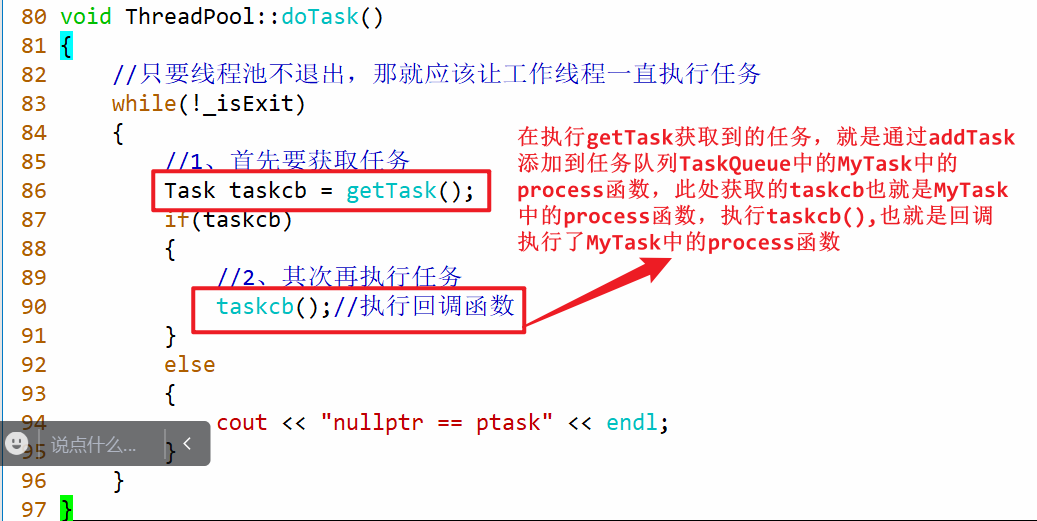 80 void ThreadPool::doTask()
81 {
82 //只要线程池不退出，那就应该让工作线程一直执行任务
83 while(!_isExit)
84 {
85 //1、首先要获取任务
86 Task taskcb = getTask();
87 if(taskcb)
88 {
89 //2、其次再执行任务
90 taskcb();//执行回调函数
91 }
92 else
93 {
94 cout << "nullptr == ptask" << endl;
95 }
96 }
97 }
在执行getTask获取到的任务，就是通过addTask
添加到任务队列TaskQueue中的MyTask中的
process函数，此处获取的taskcb也就是MyTask
中的process函数，执行taskcb(),也就是回调
执行了MyTask中的process函数
说点什么...